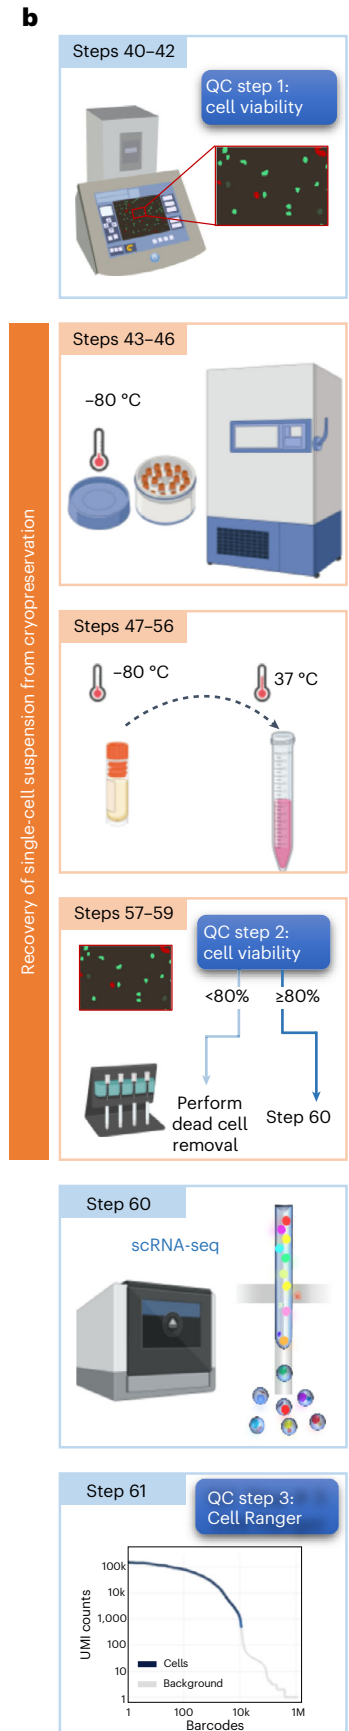 b
Steps 40–42
QC step 1:
cell viability
Recovery of single-cell suspension from cryopreservation
Steps 43–46
–80 °C
Steps 47–56
–80 °C
37 °C
Steps 57–59
QC step 2:
cell viability
<80%
≥80%
Perform
dead cell
removal
Step 60
Step 60
scRNA-seq
Step 61
QC step 3:
Cell Ranger
UMI counts
100k
10k
1,000
100
10
1
Cells
Background
1 100 10k 1M
Barcodes